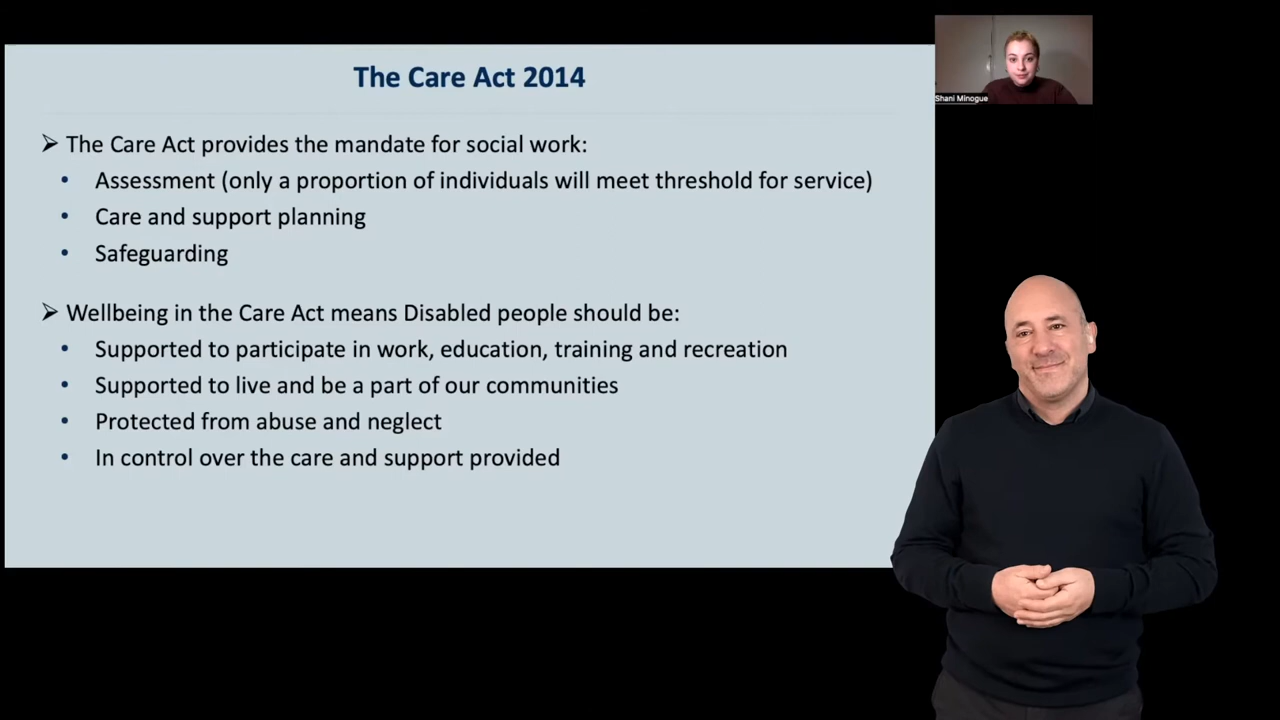 The Care Act 2014
Shani Minogue
➤ The Care Act provides the mandate for social work:
• Assessment (only a proportion of individuals will meet threshold for service)
• Care and support planning
• Safeguarding
➤ Wellbeing in the Care Act means Disabled people should be:
• Supported to participate in work, education, training and recreation
• Supported to live and be a part of our communities
• Protected from abuse and neglect
• In control over the care and support provided